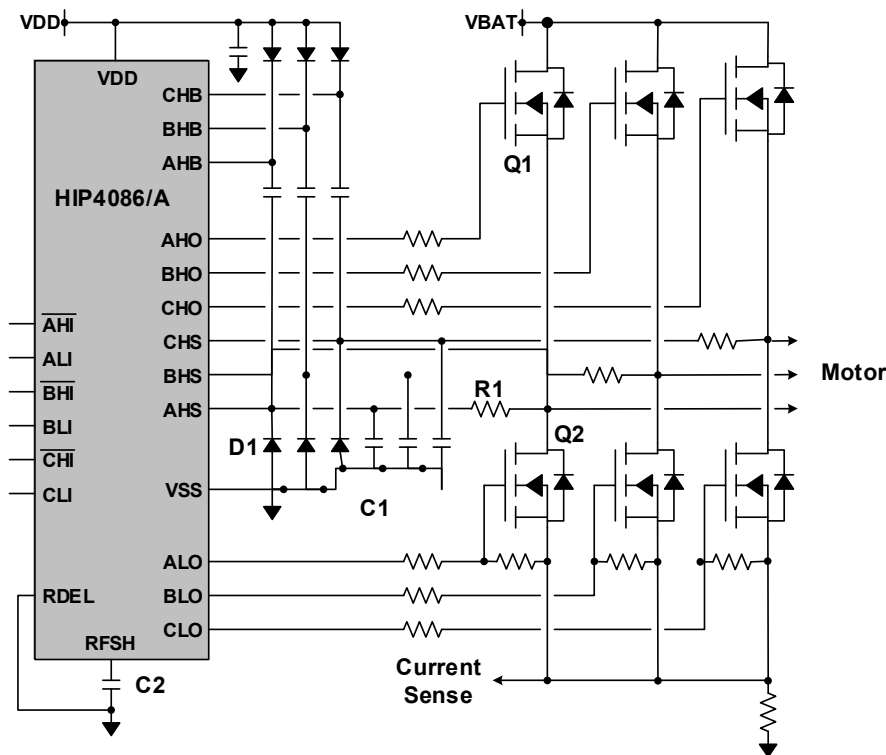 VDD
VBAT
VDD
CHB
BHB
AHB
Q1
HIP4086/A
AHO
BHO
CHO
AHI
CHS
ALI
BHS
Motor
BHI
AHS
R1
BLI
Q2
CHI
D1
CLI
VSS
C1
ALO
RDEL
BLO
CLO
RFSH
C2
Current
Sense